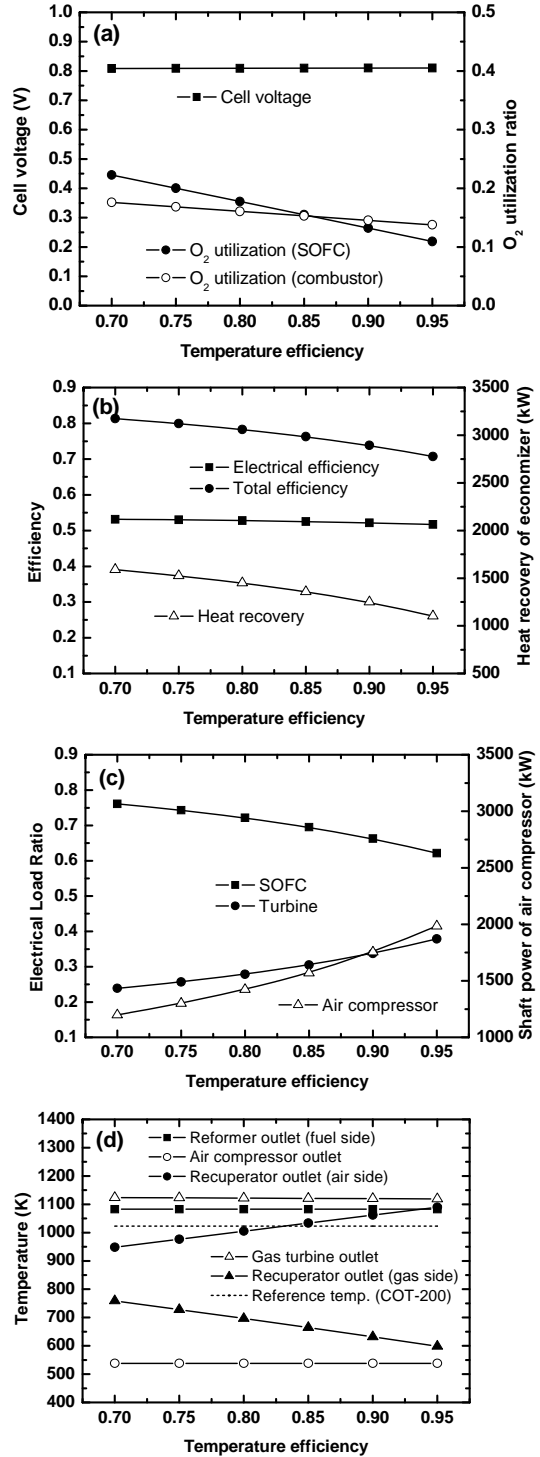 (a)
1.0
0.9
0.8
0.7
0.6
0.5
0.4
0.3
0.2
0.1
0.0
Cell voltage (V)
0.5
0.4
0.3
0.2
0.1
0.0
O2 utilization ratio
Cell voltage
O2 utilization (SOFC)
O2 utilization (combustor)
0.70 0.75 0.80 0.85 0.90 0.95
Temperature efficiency
(b)
0.9
0.8
0.7
0.6
0.5
0.4
0.3
0.2
0.1
Efficiency
3500
3000
2500
2000
1500
1000
500
Heat recovery of economizer (kW)
Electrical efficiency
Total efficiency
Heat recovery
0.70 0.75 0.80 0.85 0.90 0.95
Temperature efficiency
(c)
0.9
0.8
0.7
0.6
0.5
0.4
0.3
0.2
0.1
Electrical Load Ratio
3500
3000
2500
2000
1500
1000
Shaft power of air compressor (kW)
SOFC
Turbine
Air compressor
0.70 0.75 0.80 0.85 0.90 0.95
Temperature efficiency
(d)
1400
1300
1200
1100
1000
900
800
700
600
500
400
Temperature (K)
Reformer outlet (fuel side)
Air compressor outlet
Recuperator outlet (air side)
Gas turbine outlet
Recuperator outlet (gas side)
Reference temp. (COT-200)
0.70 0.75 0.80 0.85 0.90 0.95
Temperature efficiency